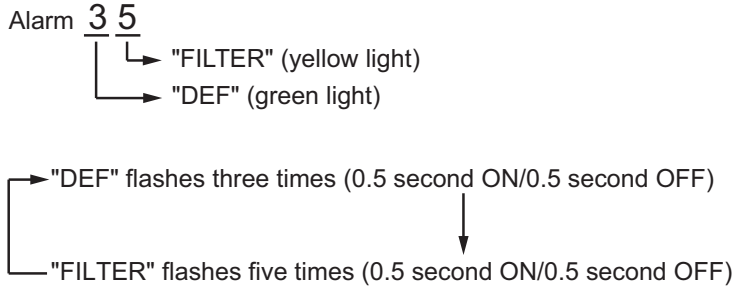 Alarm 3 5
"FILTER" (yellow light)
"DEF" (green light)
"DEF" flashes three times (0.5 second ON/0.5 second OFF)
"FILTER" flashes five times (0.5 second ON/0.5 second OFF)